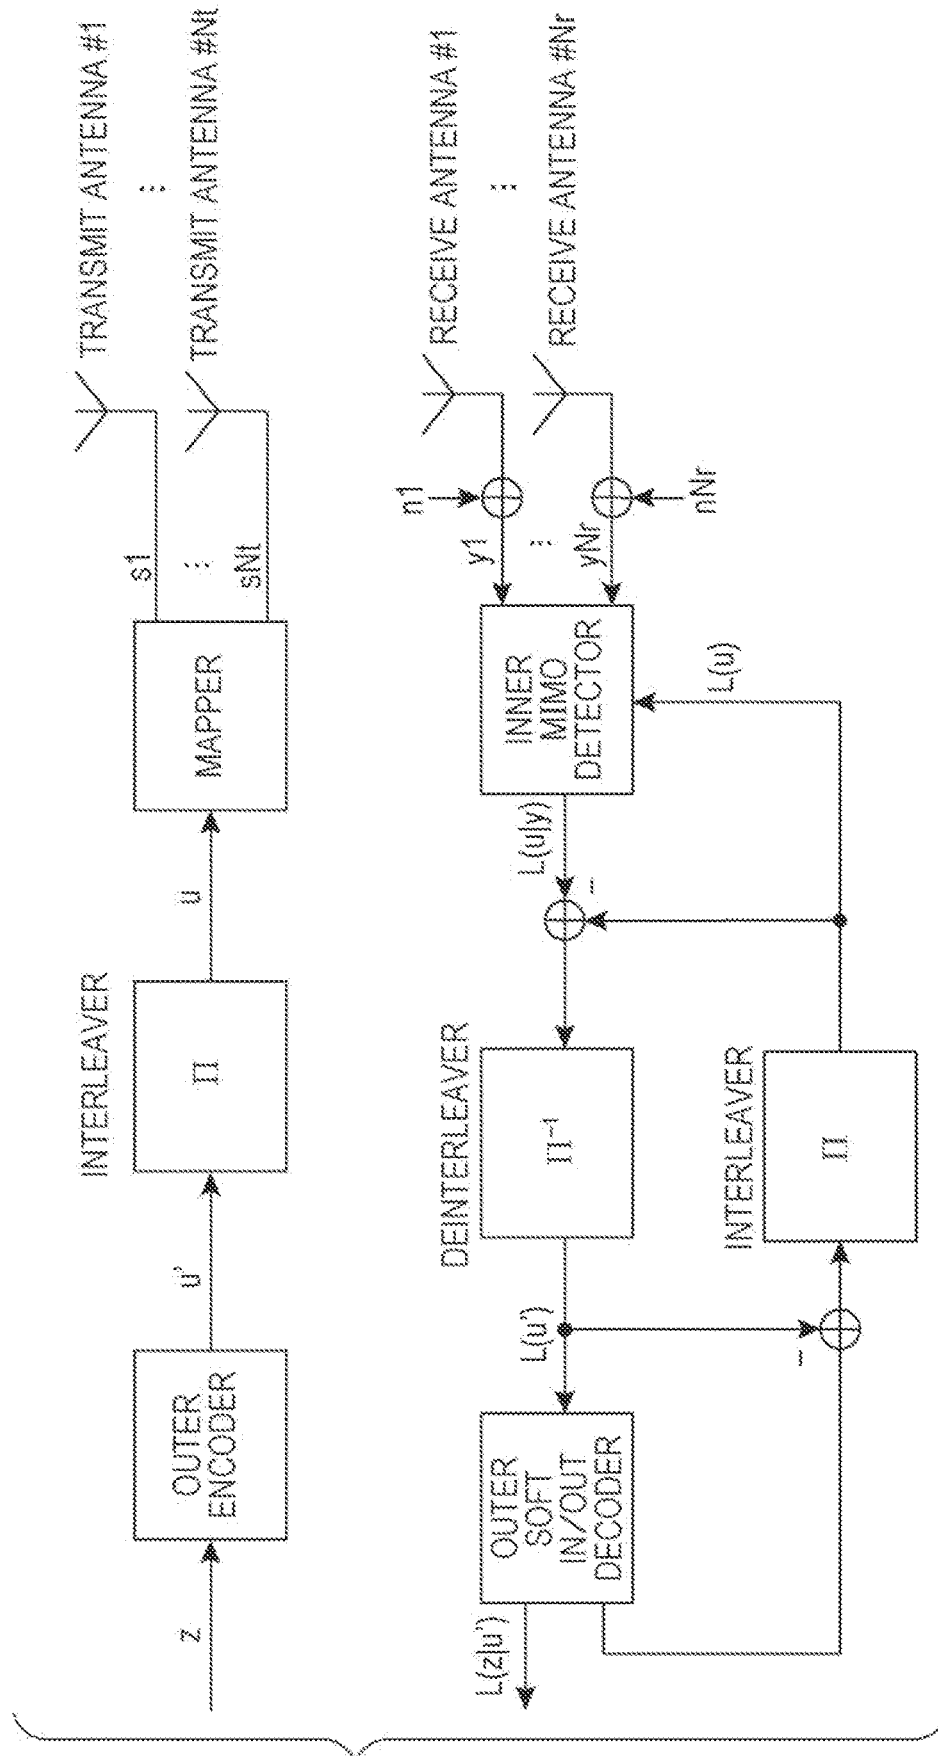 z
OUTER
ENCODER
u'
INTERLEAVER
Π
u
MAPPER
s1
⋮
sNt
TRANSMIT ANTENNA #1
⋮
TRANSMIT ANTENNA #Nt
RECEIVE ANTENNA #1
⋮
RECEIVE ANTENNA #Nr
n1
nNr
y1
⋮
yNr
INNER
MIMO
DETECTOR
L(u)
L(u|y)
−
DEINTERLEAVER
Π⁻¹
INTERLEAVER
Π
L(u')
−
OUTER
SOFT
IN/OUT
DECODER
L(z|u')